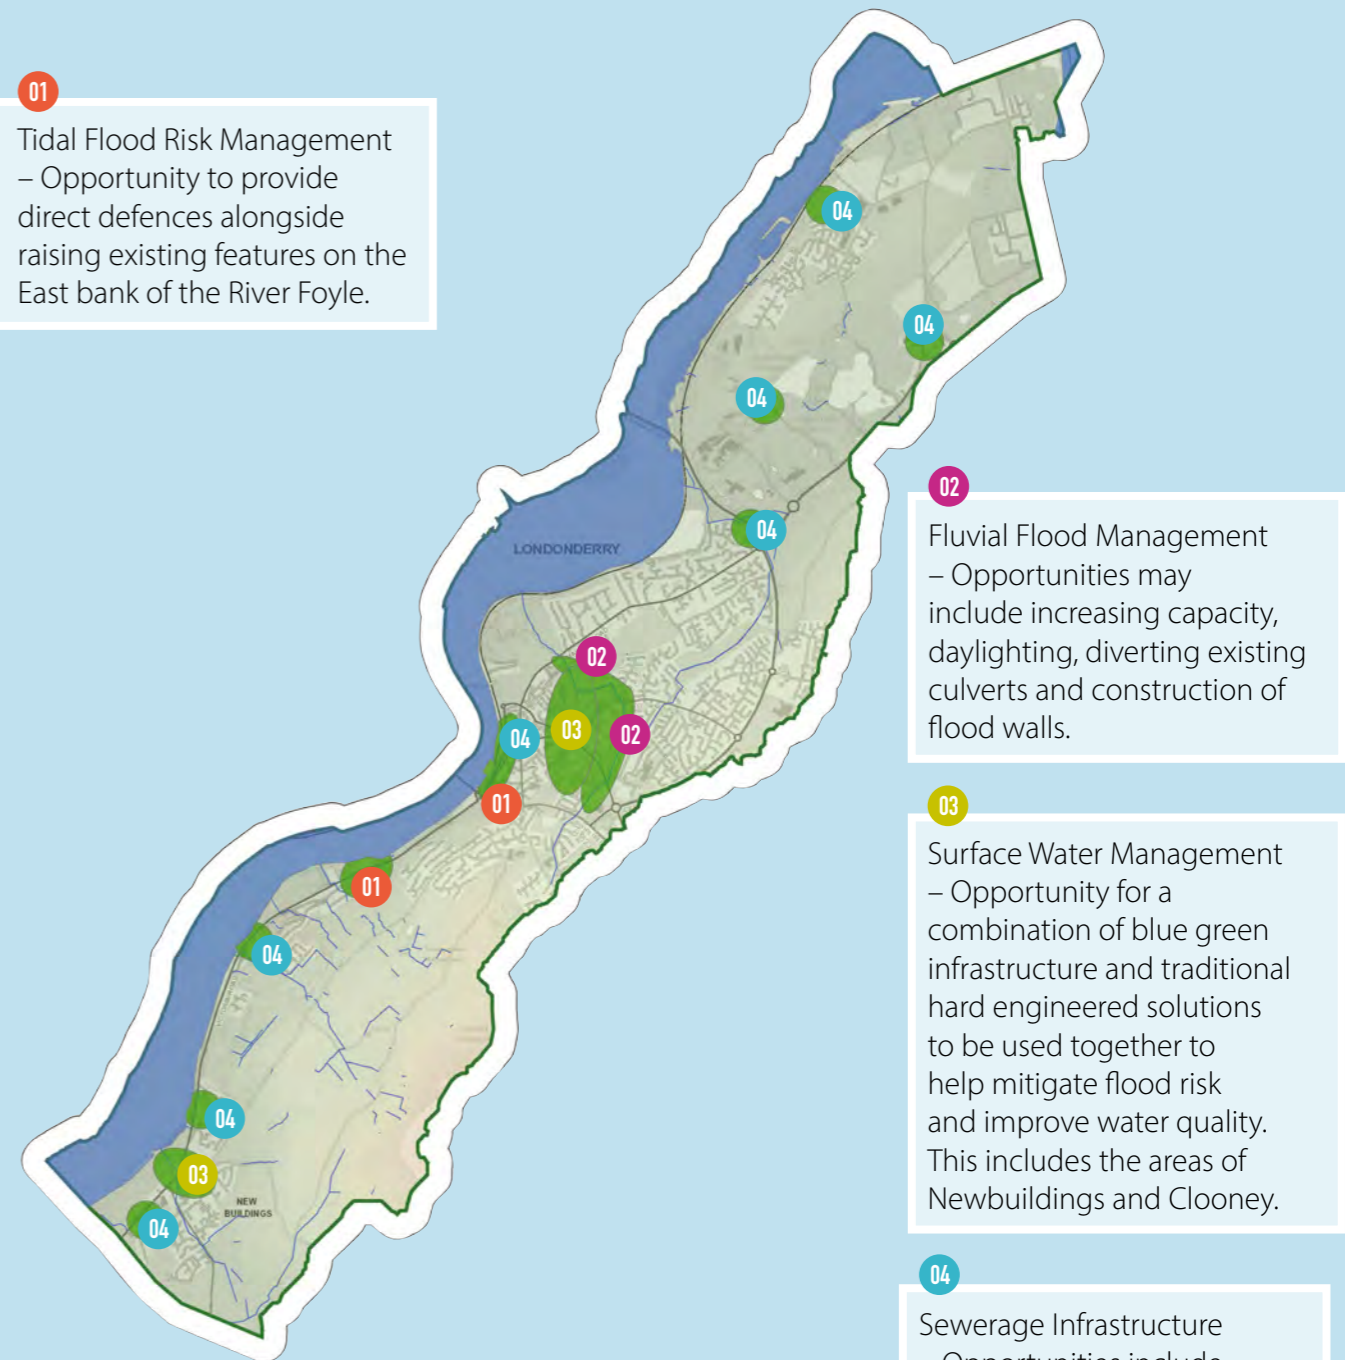 01
Tidal Flood Risk Management
– Opportunity to provide
direct defences alongside
raising existing features on the
East bank of the River Foyle.
04
04
04
04
LONDONDERRY
02
03
02
04
01
01
04
04
03
NEW
BUILDINGS
04
02
Fluvial Flood Management
– Opportunities may
include increasing capacity,
daylighting, diverting existing
culverts and construction of
flood walls.
03
Surface Water Management
– Opportunity for a
combination of blue green
infrastructure and traditional
hard engineered solutions
to be used together to
help mitigate flood risk
and improve water quality.
This includes the areas of
Newbuildings and Clooney.
04
Sewerage Infrastructure
– Opportunities include